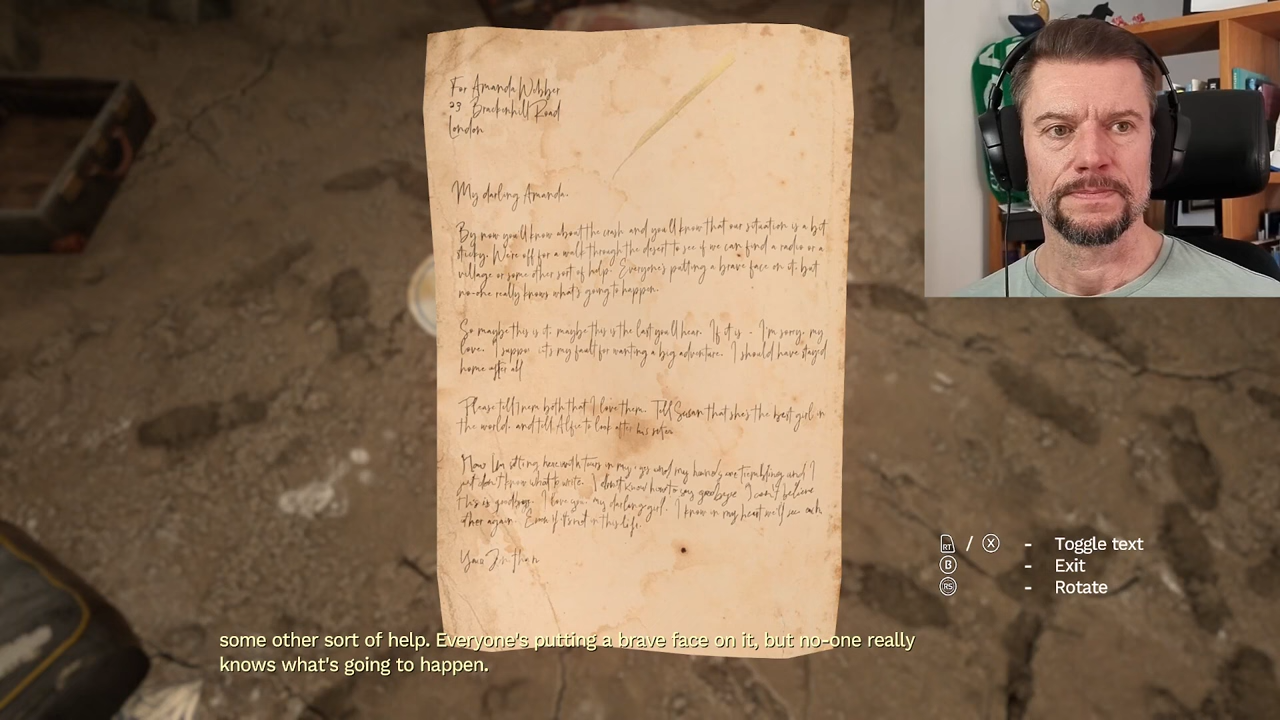 For Amanda Webber
23 Brackenhill Road
London
My darling Amanda.
By now you'll know about the crash and you'll know that our situation is a bit
sticky. We're off for a walk through the desert to see if we can find a radio or a
village or some other sort of help. Everyone's putting a brave face on it, but
no-one really knows what's going to happen.
So maybe this is it, maybe this is the last you'll hear. If it is - I'm sorry, my
love. I suppose it's my fault for wanting a big adventure. I should have stayed
home after all
Please tell them both that I love them. Tell Susan that she's the best girl in
the world, and tell Alfie to look after his sister.
Now I'm sitting here with tears in my eyes and my hands are trembling and I
just don't know what to write. I don't know how to say goodbye. I can't believe
this is goodbye. I love you my darling girl. I know in my heart we'll see each
other again. Even if it's not in this life.
RT / X - Toggle text
B - Exit
RS - Rotate
some other sort of help. Everyone's putting a brave face on it, but no-one really
knows what's going to happen.